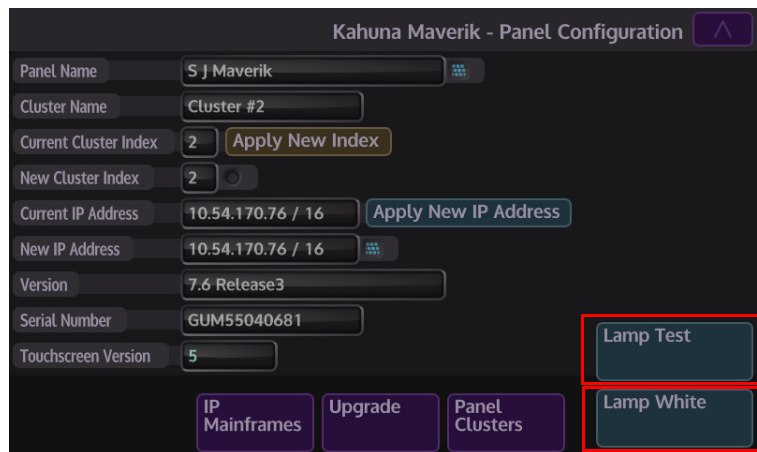 Kahuna Maverik - Panel Configuration
Panel Name S J Maverik
Cluster Name Cluster #2
Current Cluster Index 2 Apply New Index
New Cluster Index 2
Current IP Address 10.54.170.76 / 16 Apply New IP Address
New IP Address 10.54.170.76 / 16
Version 7.6 Release3
Serial Number GUM55040681
Touchscreen Version 5
Lamp Test
IP
Mainframes
Upgrade
Panel
Clusters
Lamp White